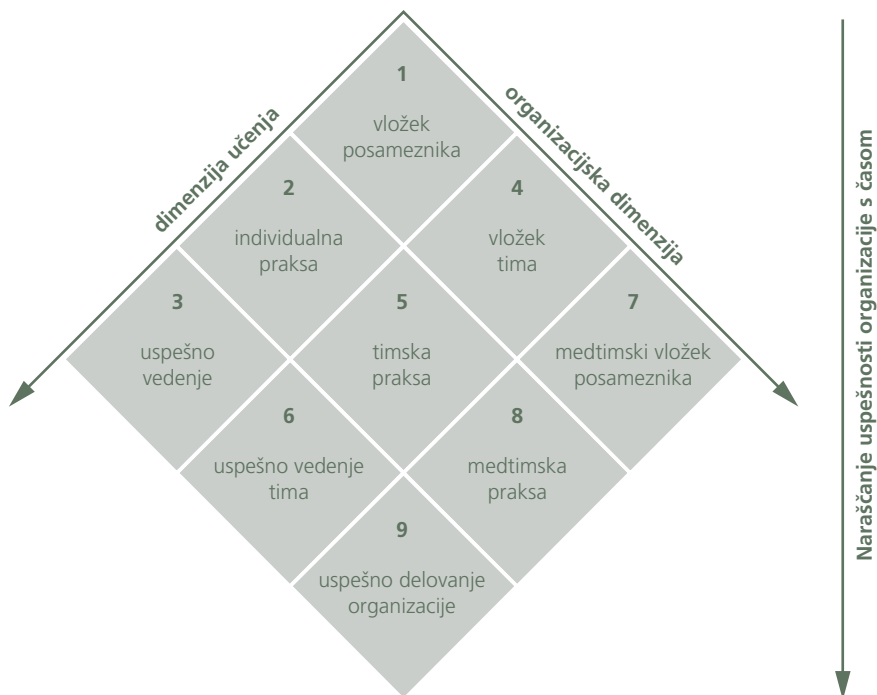 dimenzija učenja
organizacijska dimenzija
Naraščanje uspešnosti organizacije s časom
1
vložek
posameznika
2
individualna
praksa
3
uspešno
vedenje
4
vložek
tima
5
timska
praksa
6
uspešno vedenje
tima
7
medtimski vložek
posameznika
8
medtimska
praksa
9
uspešno delovanje
organizacije